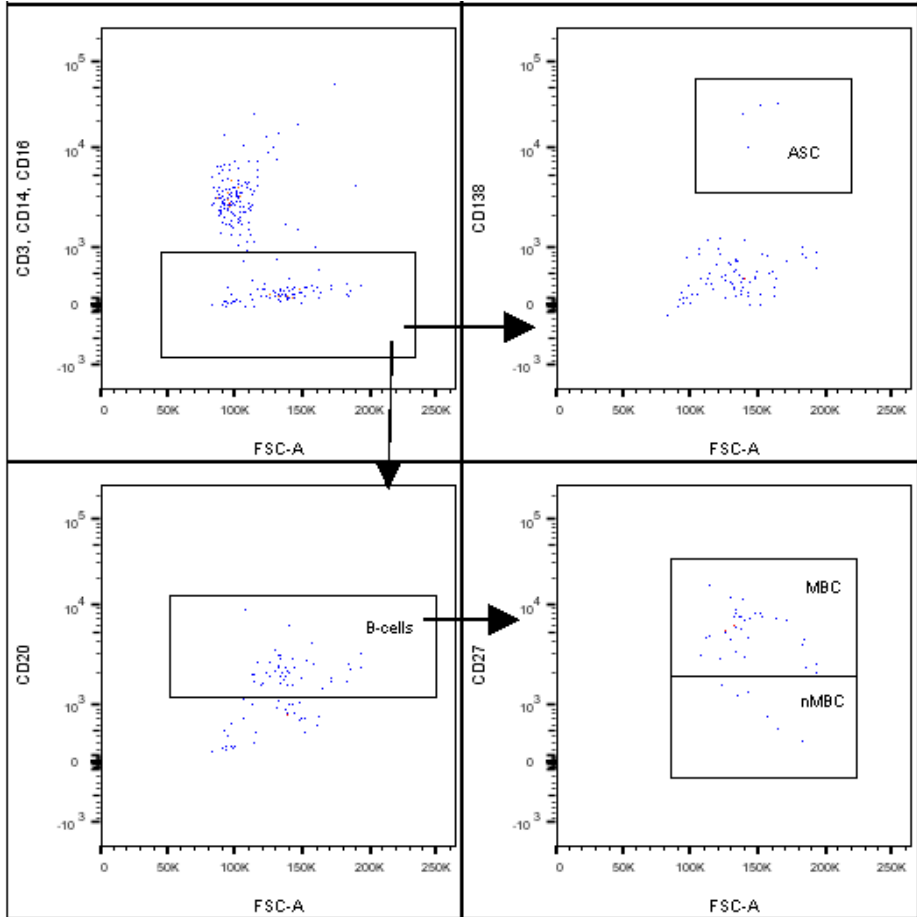 CD3, CD14, CD16
10^5
10^4
10^3
0
-10^3
0 50K 100K 150K 200K 250K
FSC-A
CD138
10^5
10^4
10^3
0
-10^3
ASC
0 50K 100K 150K 200K 250K
FSC-A
CD20
10^5
10^4
10^3
0
-10^3
B-cells
0 50K 100K 150K 200K 250K
FSC-A
CD27
10^5
10^4
10^3
0
-10^3
MBC
nMBC
0 50K 100K 150K 200K 250K
FSC-A